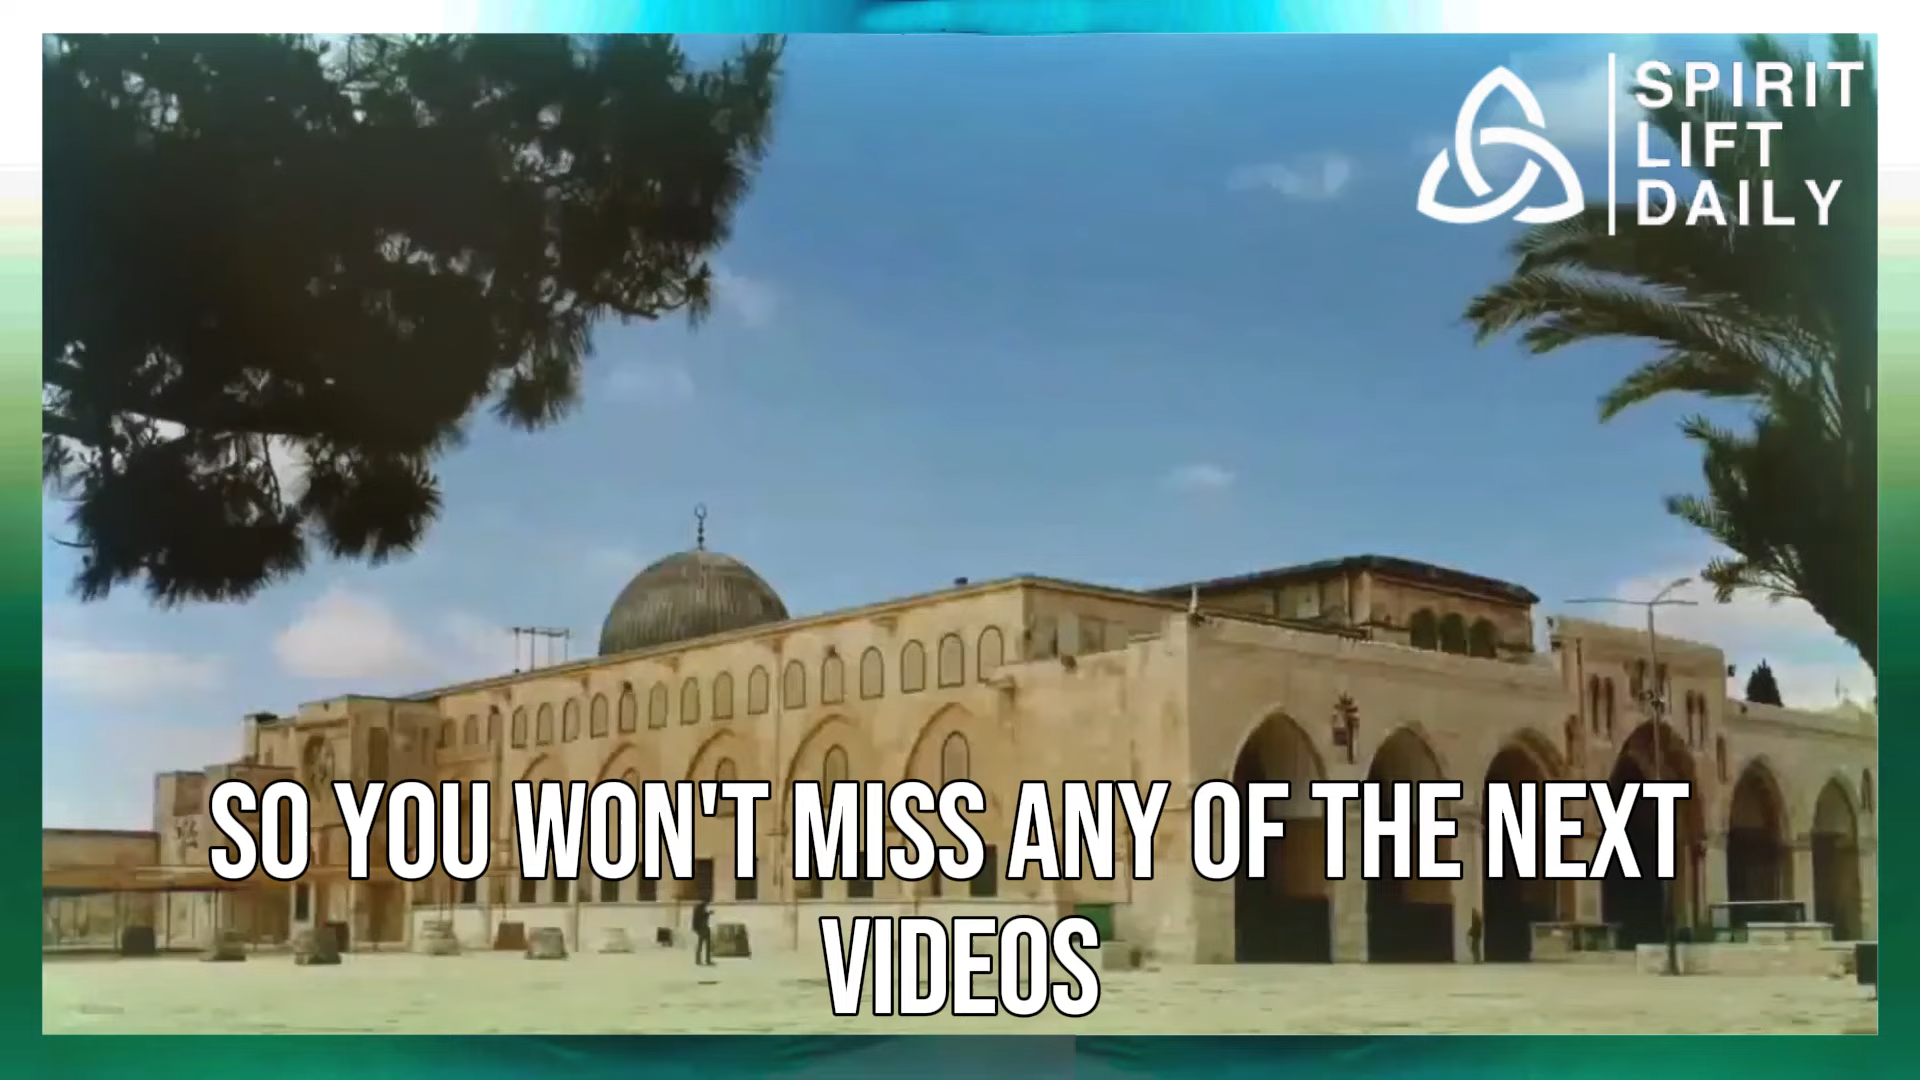 SPIRIT
LIFT
DAILY
SO YOU WON'T MISS ANY OF THE NEXT
VIDEOS